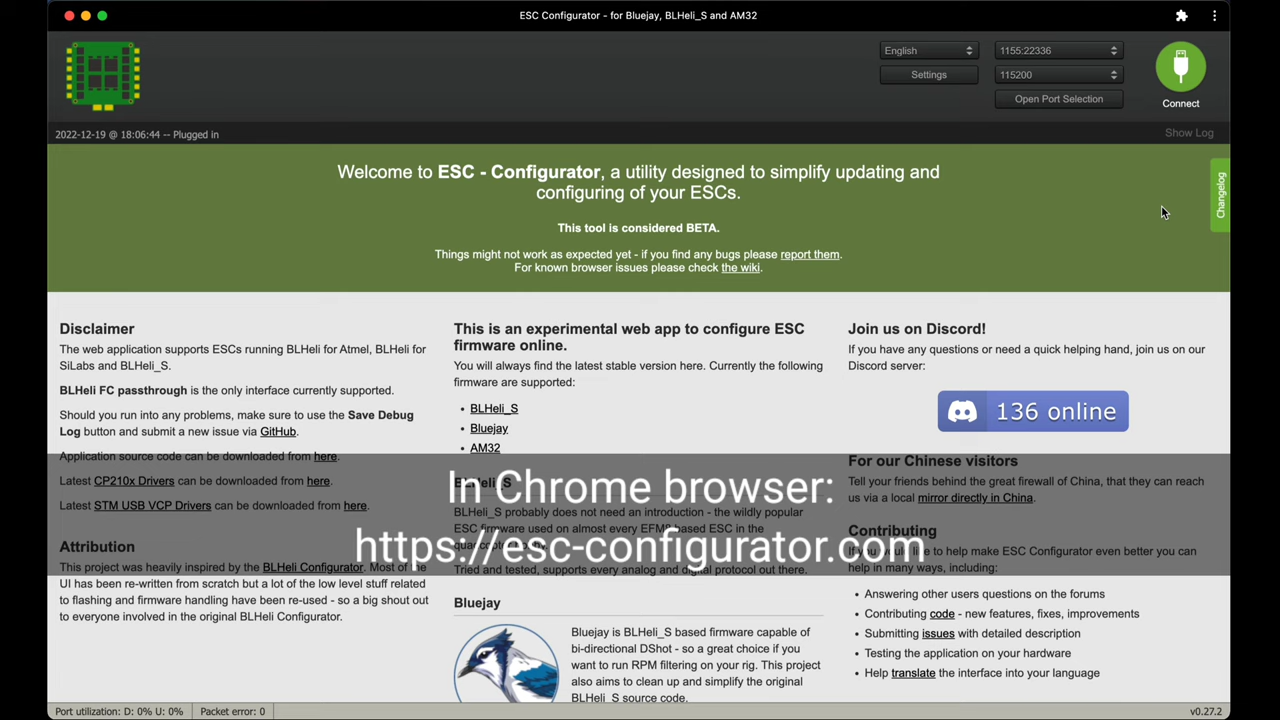 ESC Configurator - for Bluejay, BLHeli_S and AM32
English
1155:22336
Settings
115200
Open Port Selection
Connect
2022-12-19 @ 18:06:44 -- Plugged in
Show Log
Welcome to ESC - Configurator, a utility designed to simplify updating and
configuring of your ESCs.
This tool is considered BETA.
Things might not work as expected yet - if you find any bugs please report them.
For known browser issues please check the wiki.
Changelog
Disclaimer
The web application supports ESCs running BLHeli for Atmel, BLHeli for
SiLabs and BLHeli_S.
BLHeli FC passthrough is the only interface currently supported.
Should you run into any problems, make sure to use the Save Debug
Log button and submit a new issue via GitHub.
Application source code can be downloaded from here.
Latest CP210x Drivers can be downloaded from here.
Latest STM USB VCP Drivers can be downloaded from here.
Attribution
This project was heavily inspired by the BLHeli Configurator. Most of the
UI has been re-written from scratch but a lot of the low level stuff related
to flashing and firmware handling have been re-used - so a big shout out
to everyone involved in the original BLHeli Configurator.
This is an experimental web app to configure ESC
firmware online.
You will always find the latest stable version here. Currently the following
firmware are supported:
• BLHeli_S
• Bluejay
• AM32
BLHeli_S
BLHeli_S probably does not need an introduction - the wildly popular
ESC firmware used on almost every EFM8 based ESC in the
quadcopter hobby.
Tried and tested, supports every analog and digital protocol out there.
Bluejay
Bluejay is BLHeli_S based firmware capable of
bi-directional DShot - so a great choice if you
want to run RPM filtering on your rig. This project
also aims to clean up and simplify the original
BLHeli_S source code.
Join us on Discord!
If you have any questions or need a quick helping hand, join us on our
Discord server:
136 online
For our Chinese visitors
Tell your friends behind the great firewall of China, that they can reach
us via a local mirror directly in China.
Contributing
If you would like to help make ESC Configurator even better you can
help in many ways, including:
• Answering other users questions on the forums
• Contributing code - new features, fixes, improvements
• Submitting issues with detailed description
• Testing the application on your hardware
• Help translate the interface into your language
In Chrome browser:
https://esc-configurator.com
Port utilization: D: 0% U: 0%
Packet error: 0
v0.27.2